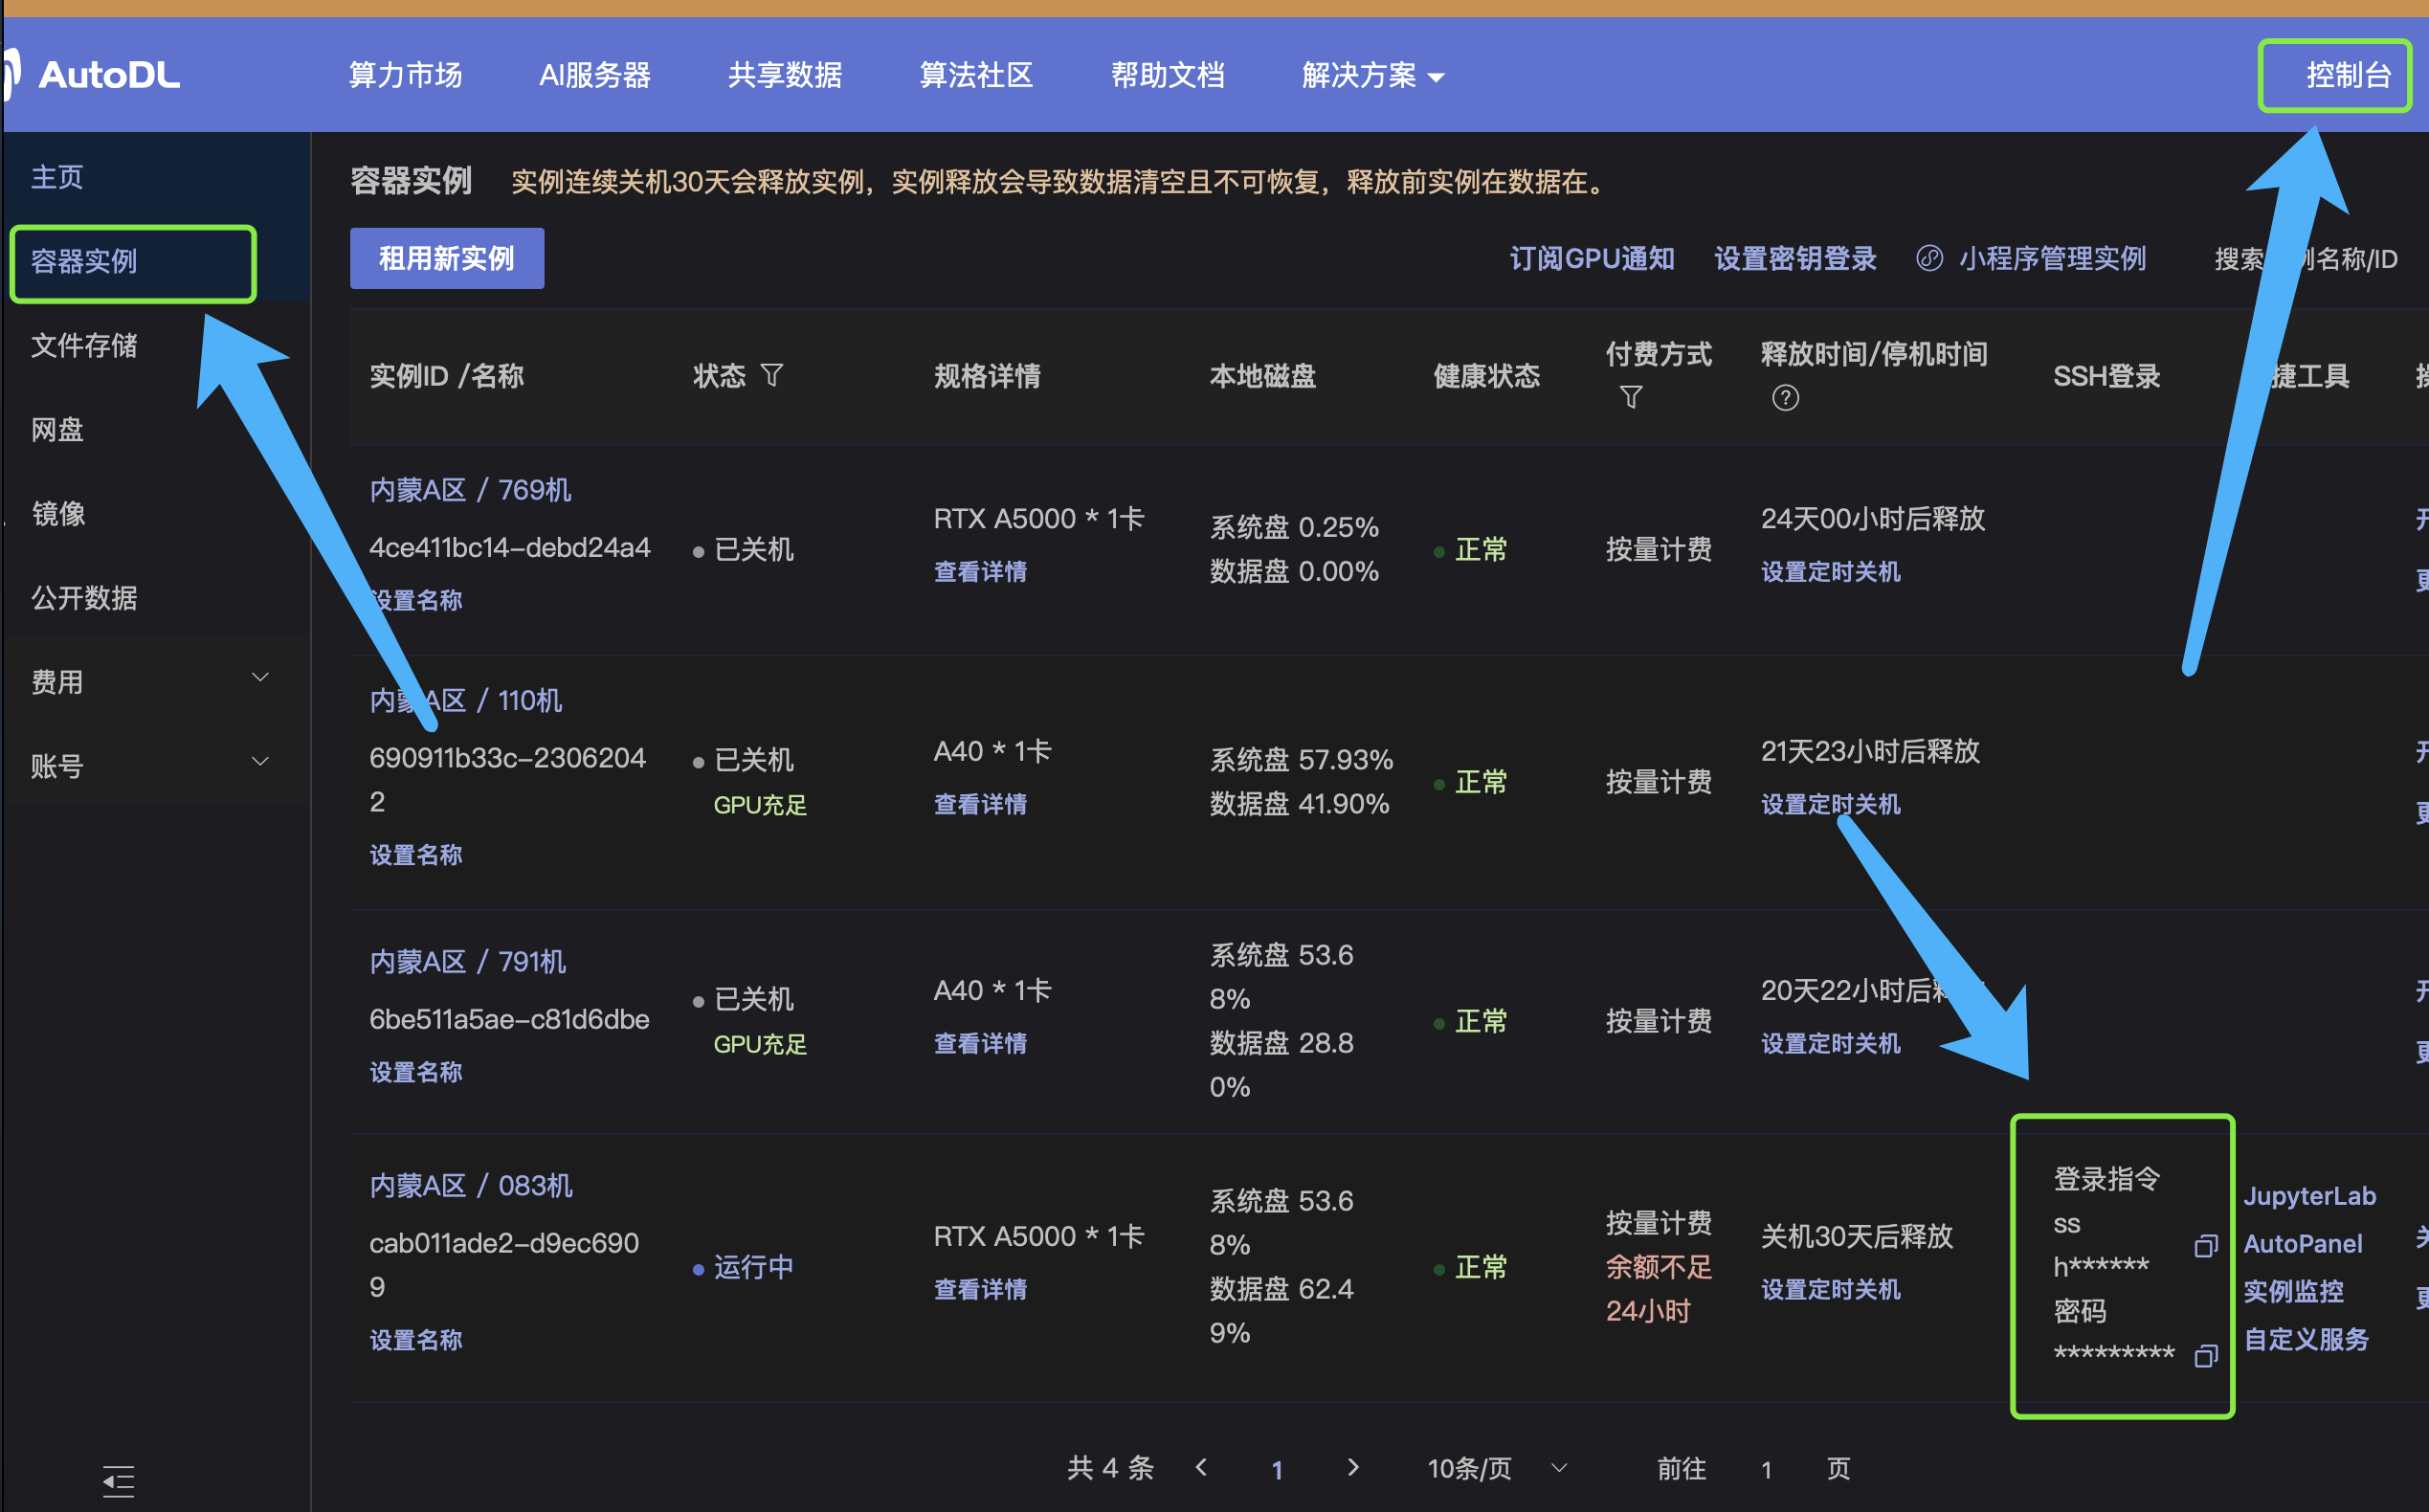 AutoDL
算力市场
AI服务器
共享数据
算法社区
帮助文档
解决方案
控制台
主页
容器实例
文件存储
网盘
镜像
公开数据
费用
账号
容器实例 实例连续关机30天会释放实例，实例释放会导致数据清空且不可恢复，释放前实例在数据在。
租用新实例
订阅GPU通知 设置密钥登录 小程序管理实例
搜索 例名称/ID
实例ID /名称
状态
规格详情
本地磁盘
健康状态
付费方式
释放时间/停机时间
SSH登录
捷工具
内蒙A区 / 769机
4ce411bc14-debd24a4
设置名称
已关机
RTX A5000 * 1卡
查看详情
系统盘 0.25%
数据盘 0.00%
正常
按量计费
24天00小时后释放
设置定时关机
内蒙A区 / 110机
690911b33c-2306204
2
设置名称
已关机
GPU充足
A40 * 1卡
查看详情
系统盘 57.93%
数据盘 41.90%
正常
按量计费
21天23小时后释放
设置定时关机
内蒙A区 / 791机
6be511a5ae-c81d6dbe
设置名称
已关机
GPU充足
A40 * 1卡
查看详情
系统盘 53.6
8%
数据盘 28.8
0%
正常
按量计费
20天22小时后释
设置定时关机
内蒙A区 / 083机
cab011ade2-d9ec690
9
设置名称
运行中
RTX A5000 * 1卡
查看详情
系统盘 53.6
8%
数据盘 62.4
9%
正常
按量计费
余额不足
24小时
关机30天后释放
设置定时关机
登录指令
ss
h******
密码
*********
JupyterLab
AutoPanel
实例监控
自定义服务
共 4 条
1
10条/页
前往 1 页